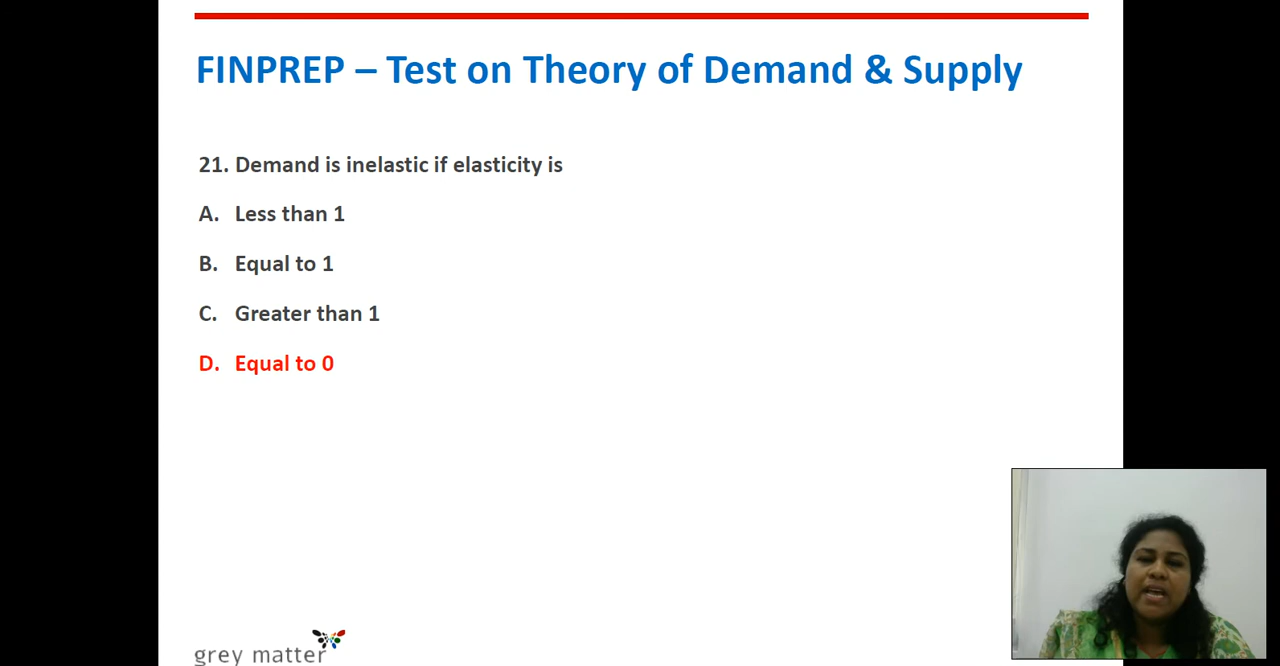 FINPREP – Test on Theory of Demand & Supply
21. Demand is inelastic if elasticity is
A. Less than 1
B. Equal to 1
C. Greater than 1
D. Equal to 0
grey matter